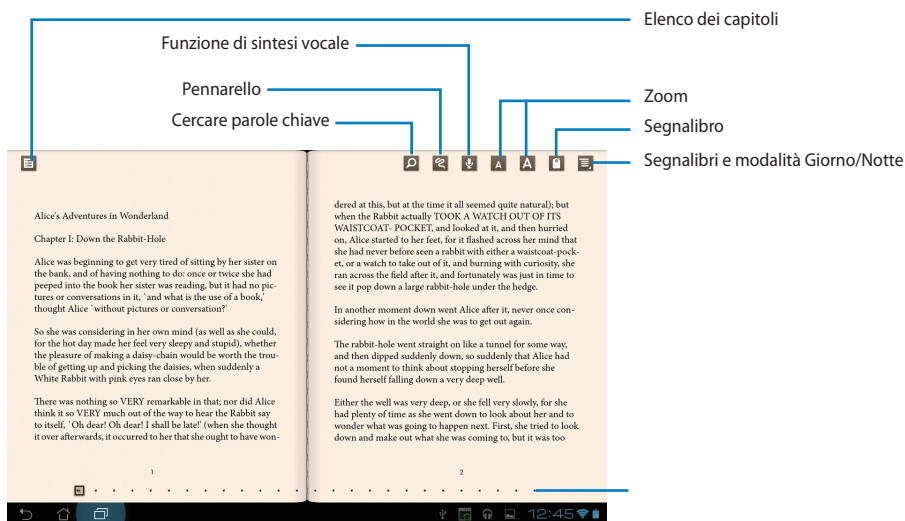 Elenco dei capitoli
Funzione di sintesi vocale
Pennarello
Zoom
Cercare parole chiave
Segnalibro
Segnalibri e modalità Giorno/Notte
A
A
Alice's Adventures in Wonderland
Chapter I: Down the Rabbit-Hole
Alice was beginning to get very tired of sitting by her sister on
the bank, and of having nothing to do: once or twice she had
peeped into the book her sister was reading, but it had no pic-
tures or conversations in it, `and what is the use of a book,'
thought Alice `without pictures or conversation?'
So she was considering in her own mind (as well as she could,
for the hot day made her feel very sleepy and stupid), whether
the pleasure of making a daisy-chain would be worth the trou-
ble of getting up and picking the daisies, when suddenly a
White Rabbit with pink eyes ran close by her.
There was nothing so VERY remarkable in that; nor did Alice
think it so VERY much out of the way to hear the Rabbit say
to itself, `Oh dear! Oh dear! I shall be late!' (when she thought
it over afterwards, it occurred to her that she ought to have won-
1
dered at this, but at the time it all seemed quite natural); but
when the Rabbit actually TOOK A WATCH OUT OF ITS
WAISTCOAT- POCKET, and looked at it, and then hurried
on, Alice started to her feet, for it flashed across her mind that
she had never before seen a rabbit with either a waistcoat-pock-
et, or a watch to take out of it, and burning with curiosity, she
ran across the field after it, and fortunately was just in time to
see it pop down a large rabbit-hole under the hedge.
In another moment down went Alice after it, never once con-
sidering how in the world she was to get out again.
The rabbit-hole went straight on like a tunnel for some way,
and then dipped suddenly down, so suddenly that Alice had
not a moment to think about stopping herself before she
found herself falling down a very deep well.
Either the well was very deep, or she fell very slowly, for she
had plenty of time as she went down to look about her and to
wonder what was going to happen next. First, she tried to look
down and make out what she was coming to, but it was too
2
12:45